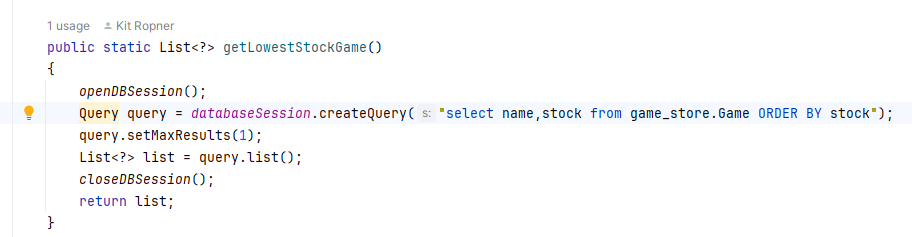 1 usage   Kit Ropner
public static List<?> getLowestStockGame()
{
    openDBSession();
    Query query = databaseSession.createQuery( s: "select name,stock from game_store.Game ORDER BY stock");
    query.setMaxResults(1);
    List<?> list = query.list();
    closeDBSession();
    return list;
}